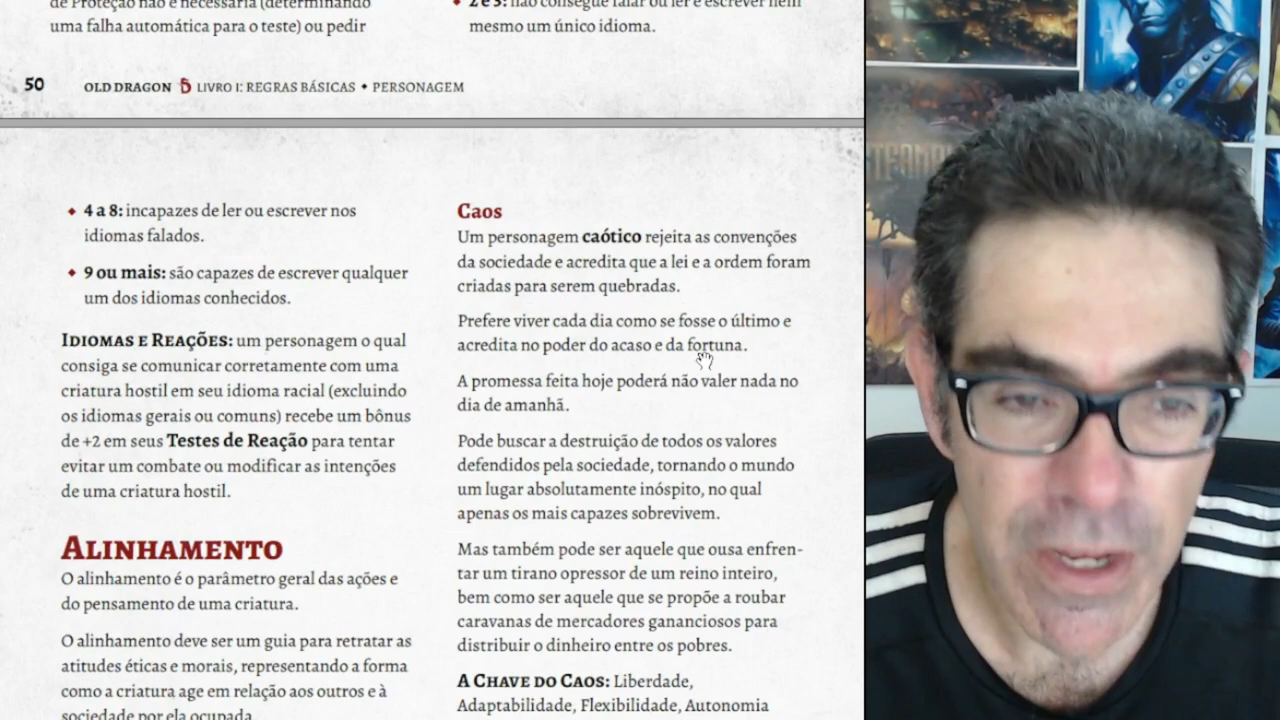 de Proteção não é necessária (determinando
uma falha automática para o teste) ou pedir
2 e 3: não consegue falar ou ler e escrever nem
mesmo um único idioma.
50 OLD DRAGON LIVRO I: REGRAS BÁSICAS • PERSONAGEM
4 a 8: incapazes de ler ou escrever nos
idiomas falados.
9 ou mais: são capazes de escrever qualquer
um dos idiomas conhecidos.
IDIOMAS E REAÇÕES: um personagem o qual
consiga se comunicar corretamente com uma
criatura hostil em seu idioma racial (excluindo
os idiomas gerais ou comuns) recebe um bônus
de +2 em seus Testes de Reação para tentar
evitar um combate ou modificar as intenções
de uma criatura hostil.
ALINHAMENTO
O alinhamento é o parâmetro geral das ações e
do pensamento de uma criatura.
O alinhamento deve ser um guia para retratar as
atitudes éticas e morais, representando a forma
como a criatura age em relação aos outros e à
sociedade por ela ocupada.
Caos
Um personagem caótico rejeita as convenções
da sociedade e acredita que a lei e a ordem foram
criadas para serem quebradas.
Prefere viver cada dia como se fosse o último e
acredita no poder do acaso e da fortuna.
A promessa feita hoje poderá não valer nada no
dia de amanhã.
Pode buscar a destruição de todos os valores
defendidos pela sociedade, tornando o mundo
um lugar absolutamente inóspito, no qual
apenas os mais capazes sobrevivem.
Mas também pode ser aquele que ousa enfren-
tar um tirano opressor de um reino inteiro,
bem como ser aquele que se propõe a roubar
caravanas de mercadores gananciosos para
distribuir o dinheiro entre os pobres.
A CHAVE DO CAOS: Liberdade,
Adaptabilidade, Flexibilidade, Autonomia